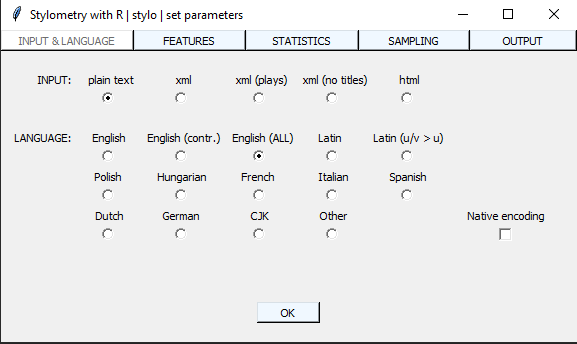 Stylometry with R | stylo | set parameters
INPUT & LANGUAGE FEATURES STATISTICS SAMPLING OUTPUT
INPUT: plain text xml xml (plays) xml (no titles) html
LANGUAGE: English English (contr.) English (ALL) Latin Latin (u/v > u)
Polish Hungarian French Italian Spanish
Dutch German CJK Other Native encoding
OK